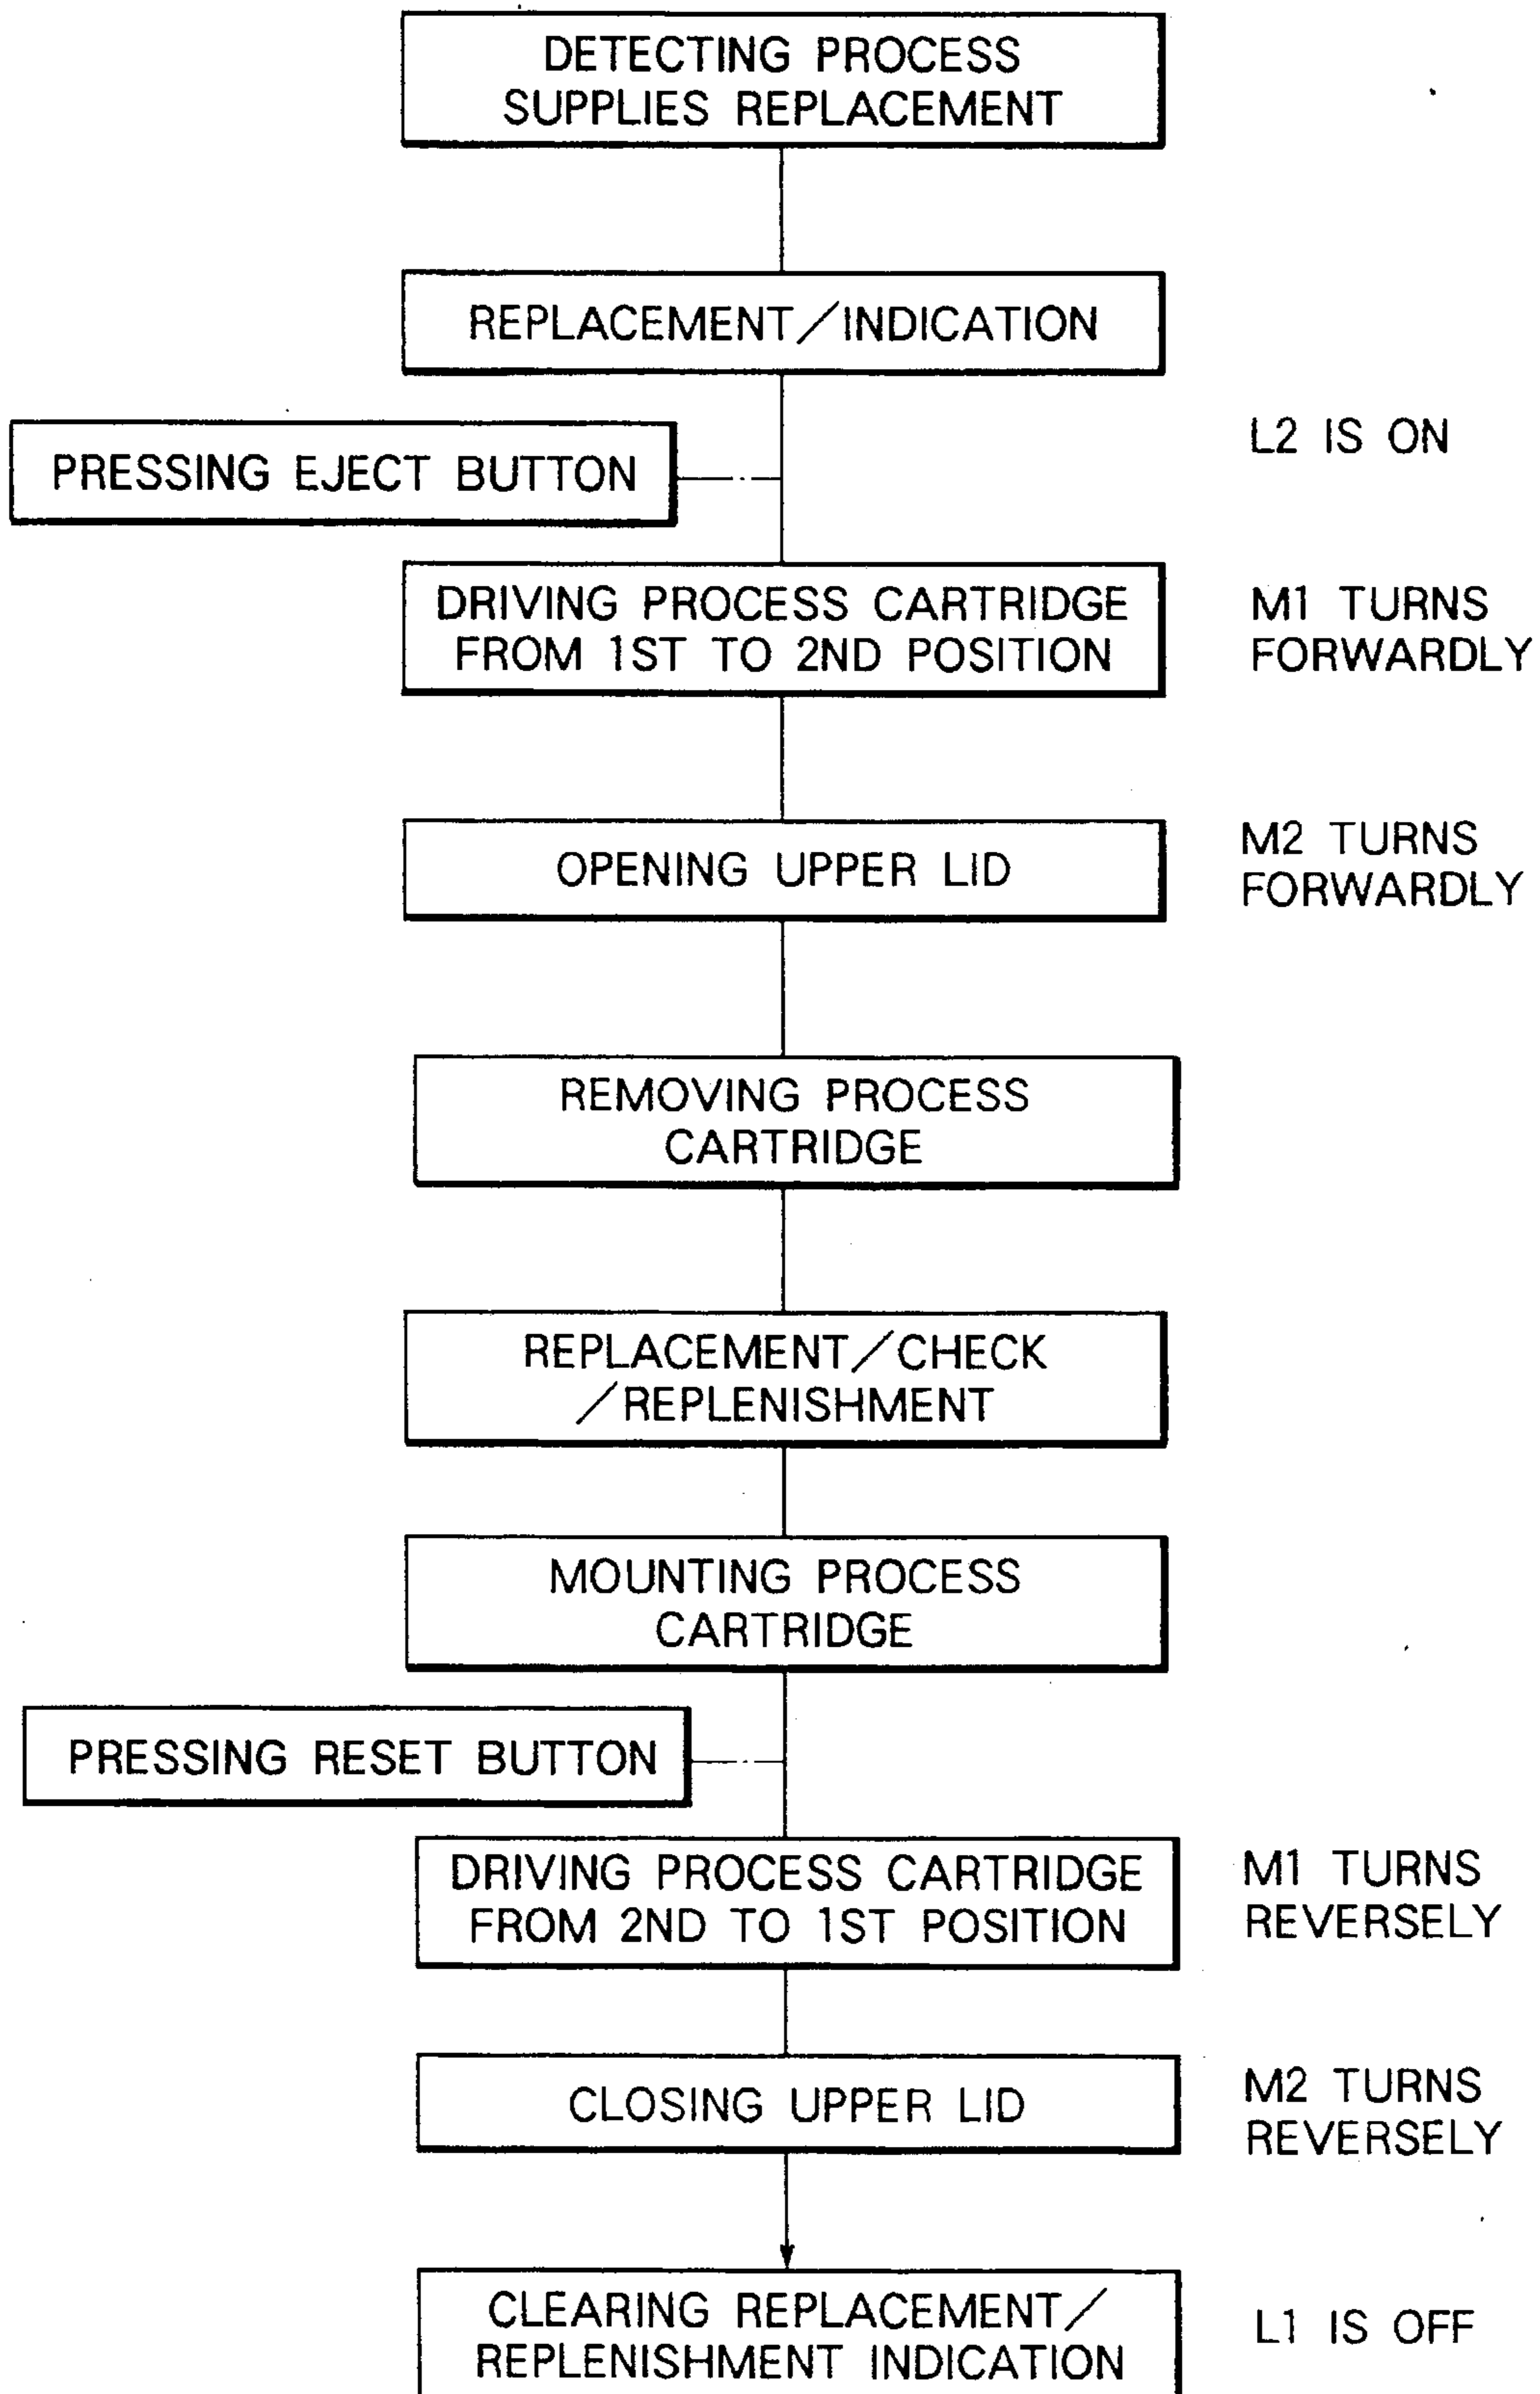 DETECTING PROCESS
SUPPLIES REPLACEMENT
REPLACEMENT/INDICATION
L2 IS ON
PRESSING EJECT BUTTON
DRIVING PROCESS CARTRIDGE
FROM 1ST TO 2ND POSITION
M1 TURNS
FORWARDLY
OPENING UPPER LID
M2 TURNS
FORWARDLY
REMOVING PROCESS
CARTRIDGE
REPLACEMENT/CHECK
/REPLENISHMENT
MOUNTING PROCESS
CARTRIDGE
PRESSING RESET BUTTON
DRIVING PROCESS CARTRIDGE
FROM 2ND TO 1ST POSITION
M1 TURNS
REVERSELY
CLOSING UPPER LID
M2 TURNS
REVERSELY
CLEARING REPLACEMENT/
REPLENISHMENT INDICATION
L1 IS OFF